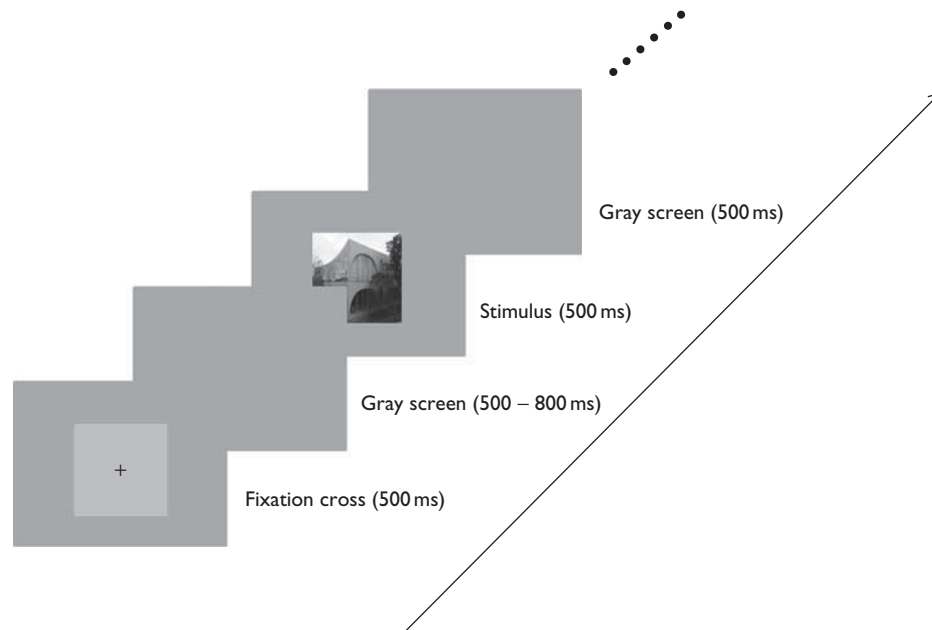 Gray screen (500 ms)
Stimulus (500 ms)
Gray screen (500 – 800 ms)
Fixation cross (500 ms)